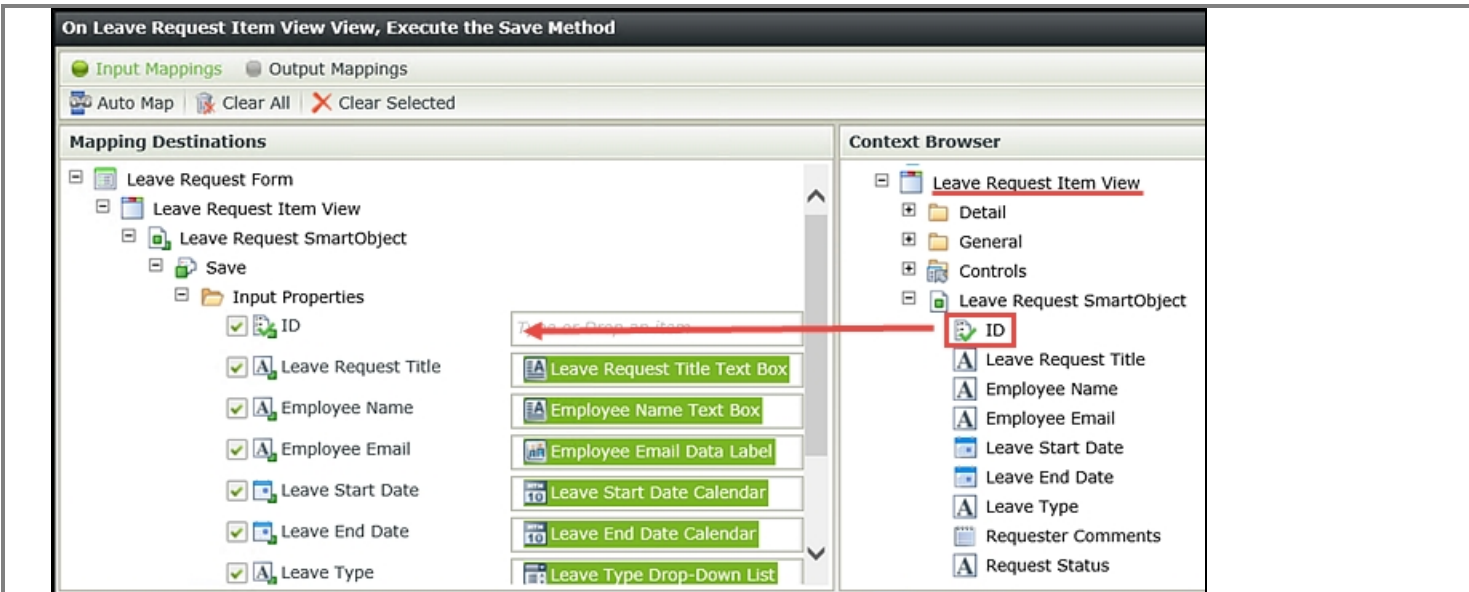 On Leave Request Item View View, Execute the Save Method
Input Mappings Output Mappings
Auto Map Clear All Clear Selected
Mapping Destinations
Leave Request Form
Leave Request Item View
Leave Request SmartObject
Save
Input Properties
ID Type or Drop an item
Leave Request Title Leave Request Title Text Box
Employee Name Employee Name Text Box
Employee Email Employee Email Data Label
Leave Start Date Leave Start Date Calendar
Leave End Date Leave End Date Calendar
Leave Type Leave Type Drop-Down List
Context Browser
Leave Request Item View
Detail
General
Controls
Leave Request SmartObject
ID
Leave Request Title
Employee Name
Employee Email
Leave Start Date
Leave End Date
Leave Type
Requester Comments
Request Status